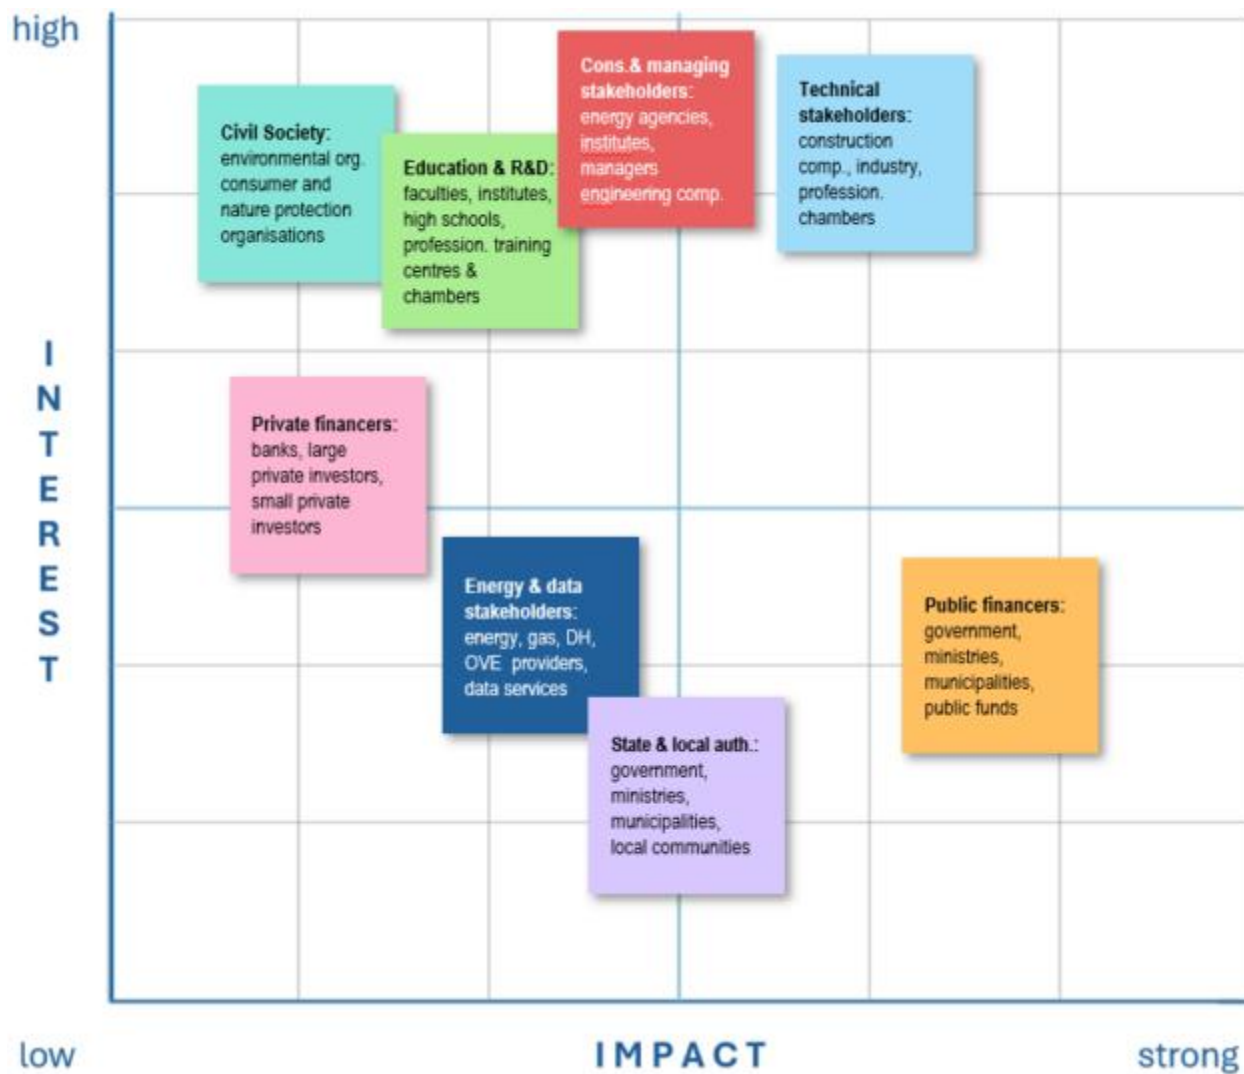 high
Cons.& managing
stakeholders:
energy agencies,
institutes,
managers
engineering comp.
Technical
stakeholders:
construction
comp., industry,
profession.
chambers
Civil Society:
environmental org.
consumer and
nature protection
organisations
Education & R&D:
faculties, institutes,
high schools,
profession. training
centres &
chambers
INTEREST
Private financers:
banks, large
private investors,
small private
investors
Energy & data
stakeholders:
energy, gas, DH,
OVE providers,
data services
Public financers:
government,
ministries,
municipalities,
public funds
State & local auth.:
government,
ministries,
municipalities,
local communities
low
IMPACT
strong